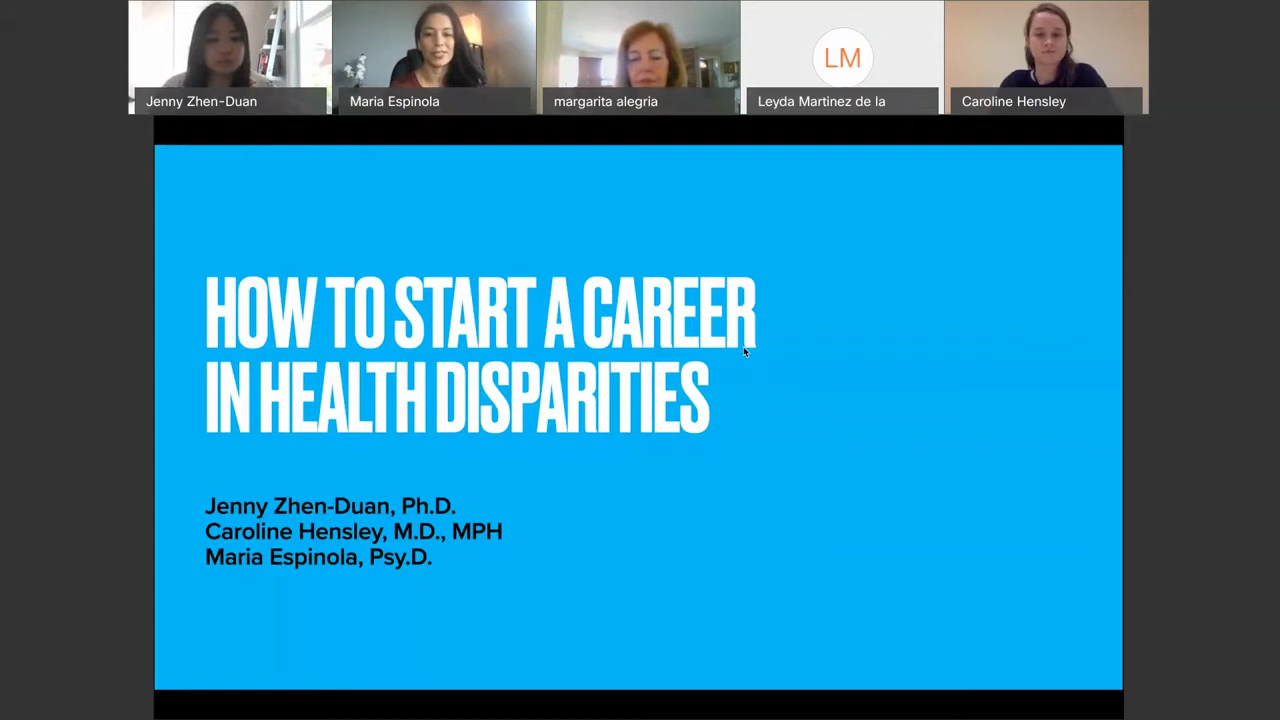 LM
Jenny Zhen-Duan
Maria Espinola
margarita alegria
Leyda Martinez de la
Caroline Hensley
HOW TO START A CAREER
IN HEALTH DISPARITIES
Jenny Zhen-Duan, Ph.D.
Caroline Hensley, M.D., MPH
Maria Espinola, Psy.D.